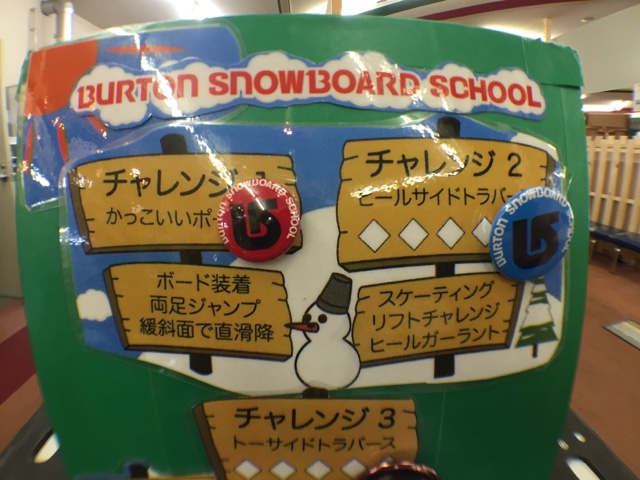 BURTON SNOWBOARD SCHOOL
チャレンジ 1
かっこいいポ
BURTON SNOWBOARD SCHOOL
チャレンジ 2
ヒールサイドトラバー
BURTON SNOWBOARD SCHOOL
ボード装着
両足ジャンプ
緩斜面で直滑降
スケーティング
リフトチャレンジ
ヒールガーラント
チャレンジ 3
トーサイドトラバース